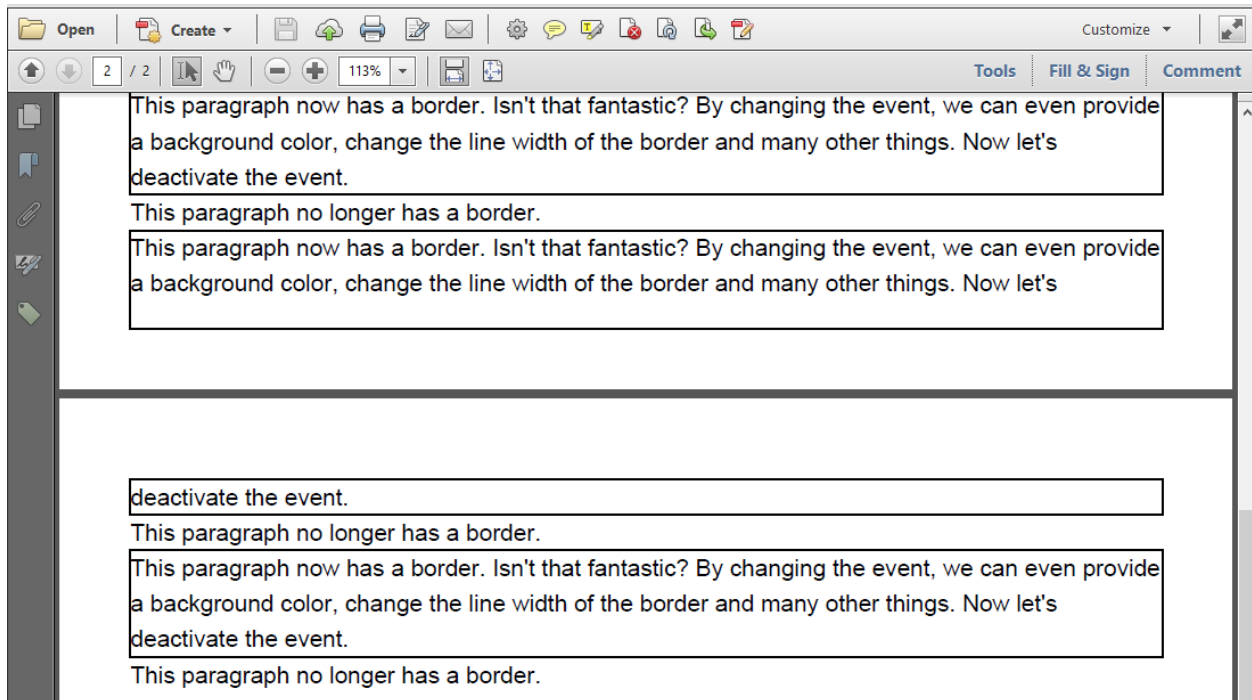 Open
Create
Customize
2 / 2
113%
Tools
Fill & Sign
Comment
This paragraph now has a border. Isn't that fantastic? By changing the event, we can even provide
a background color, change the line width of the border and many other things. Now let's
deactivate the event.
This paragraph no longer has a border.
This paragraph now has a border. Isn't that fantastic? By changing the event, we can even provide
a background color, change the line width of the border and many other things. Now let's
deactivate the event.
This paragraph no longer has a border.
This paragraph now has a border. Isn't that fantastic? By changing the event, we can even provide
a background color, change the line width of the border and many other things. Now let's
deactivate the event.
This paragraph no longer has a border.